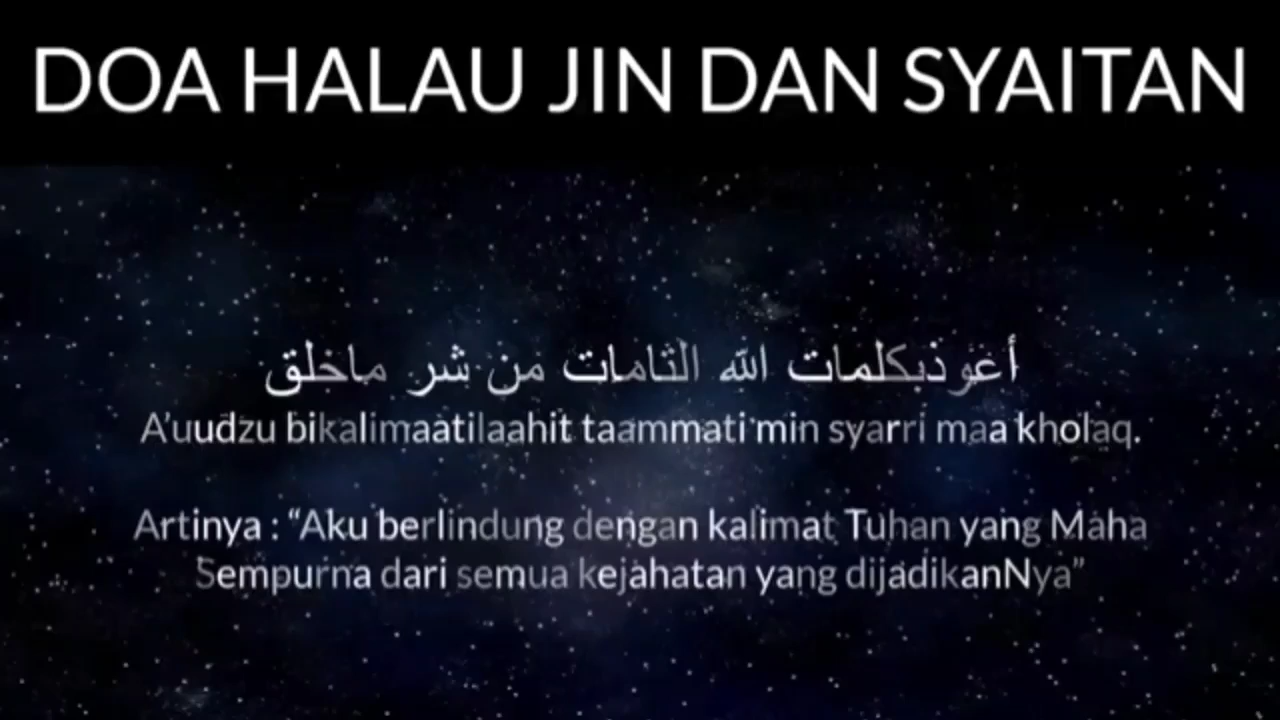 DOA HALAU JIN DAN SYAITAN
أعوذبكلمات الله التامات من شر ماخلق
A’uudzu bikalimaatilaahit taammati min syarri maa kholaq.
Artinya : “Aku berlindung dengan kalimat Tuhan yang Maha
Sempurna dari semua kejahatan yang dijadikanNya”